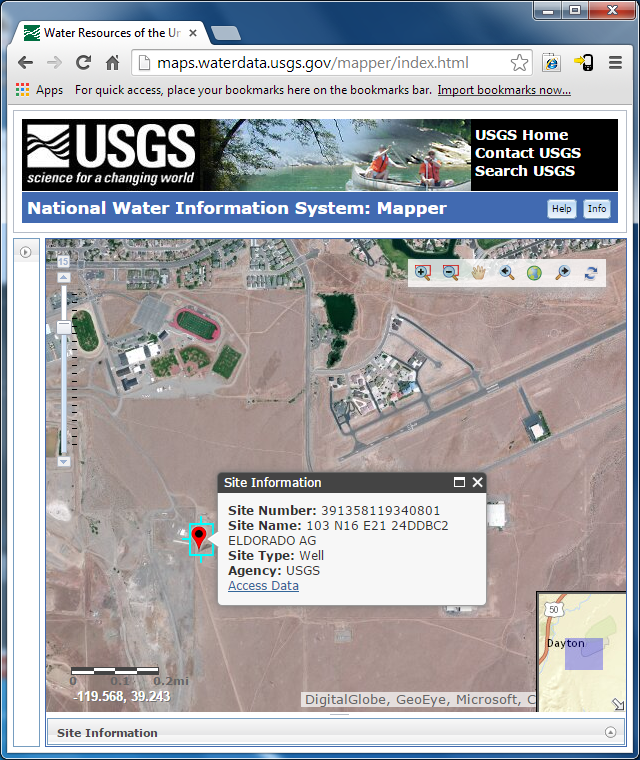 Water Resources of the Ur
maps.waterdata.usgs.gov/mapper/index.html
Apps For quick access, place your bookmarks here on the bookmarks bar. Import bookmarks now...
USGS
science for a changing world
USGS Home
Contact USGS
Search USGS
National Water Information System: Mapper
Help Info
15
Site Information
Site Number: 391358119340801
Site Name: 103 N16 E21 24DDBC2
ELDORADO AG
Site Type: Well
Agency: USGS
Access Data
50
Dayton
0 0.1 0.2mi
-119.568, 39.243
DigitalGlobe, GeoEye, Microsoft, C
Site Information